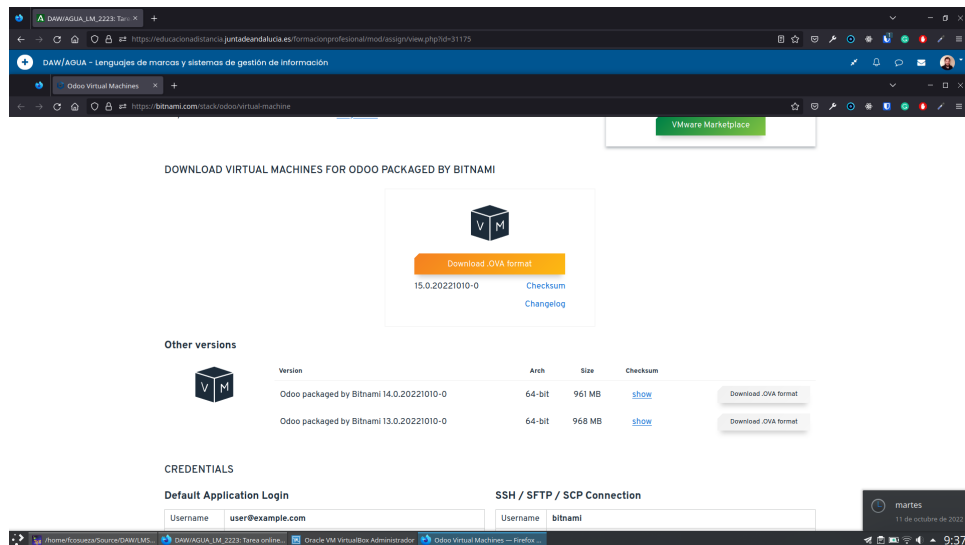 DAW/AGUA_LM_2223: Tare
https://educacionadistancia.juntadeandalucia.es/formacionprofesional/mod/assign/view.php?id=31175
DAW/AGUA - Lenguajes de marcas y sistemas de gestión de información
Odoo Virtual Machines
https://bitnami.com/stack/odoo/virtual-machine
VMware Marketplace
DOWNLOAD VIRTUAL MACHINES FOR ODOO PACKAGED BY BITNAMI
VM
Download .OVA format
15.0.20221010-0 Checksum
Changelog
Other versions
VM
Version Arch Size Checksum
Odoo packaged by Bitnami 14.0.20221010-0 64-bit 961 MB show Download .OVA format
Odoo packaged by Bitnami 13.0.20221010-0 64-bit 968 MB show Download .OVA format
CREDENTIALS
Default Application Login SSH / SFTP / SCP Connection
Username user@example.com Username bitnami
martes
11 de octubre de 2022
/home/fcosueza/Source/DAW/LMS... DAW/AGUA_LM_2223: Tarea online... Oracle VM VirtualBox Administrador Odoo Virtual Machines — Firefox ... 9:37